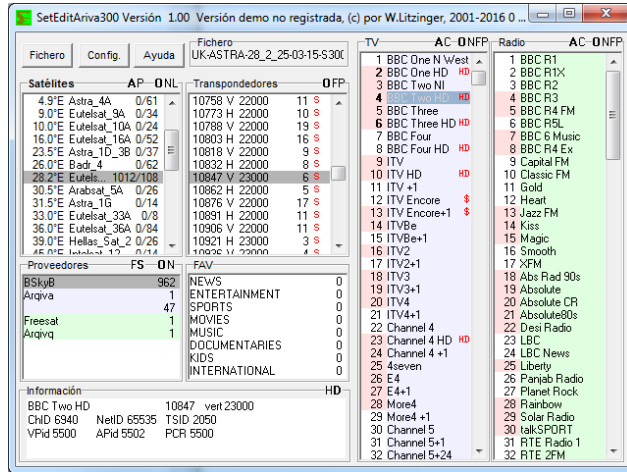 SetEditAriva300 Versión 1.00 Versión demo no registrada, (c) por W.Litzinger, 2001-2016 0 ...
Fichero Config. Ayuda
Fichero
UK-ASTRA-28_2_25-03-15-S300
Satélites AP ONL
4.9°E Astra_4A 0/61
9.0°E Eutelsat_9A 0/34
10.0°E Eutelsat_10A 0/24
16.0°E Eutelsat_16A 0/52
23.5°E Astra_1D_3B 0/37
26.0°E Badr_4 0/62
28.2°E Eutels... 1012/108
30.5°E Arabsat_5A 0/26
31.5°E Astra_1G 0/14
33.0°E Eutelsat_33A 0/8
36.0°E Eutelsat_36A 0/84
39.0°E Hellas_Sat_2 0/26
45.0°E Intelsat_12 0/14
Transpondedores OFP
10758 V 22000 11 S
10773 H 22000 10 S
10788 V 22000 19 S
10803 H 22000 16 S
10818 V 22000 9 S
10832 H 22000 8 S
10847 V 23000 6 S
10862 H 22000 5 S
10876 V 22000 17 S
10891 H 22000 11 S
10906 V 22000 11 S
10921 H 23000 3 S
10936 V 23000 4 S
Proveedores FS ON
BSkyB 962
Arqiva 1
47
Freesat 1
Arqivq 1
FAV
NEWS 0
ENTERTAINMENT 0
SPORTS 0
MOVIES 0
MUSIC 0
DOCUMENTARIES 0
KIDS 0
INTERNATIONAL 0
Información HD
BBC Two HD 10847 vert 23000
ChID 6940 NetID 65535 TSID 2050
VPid 5500 APid 5502 PCR 5500
TV AC ONFP
1 BBC One N West
2 BBC One HD HD
3 BBC Two NI
4 BBC Two HD HD
5 BBC Three
6 BBC Three HD HD
7 BBC Four
8 BBC Four HD HD
9 ITV
10 ITV HD HD
11 ITV +1
12 ITV Encore $
13 ITV Encore+1 $
14 ITVBe
15 ITVBe+1
16 ITV2
17 ITV2+1
18 ITV3
19 ITV3+1
20 ITV4
21 ITV4+1
22 Channel 4
23 Channel 4 HD HD
24 Channel 4 +1
25 4seven
26 E4
27 E4+1
28 More4
29 More4 +1
30 Channel 5
31 Channel 5+1
32 Channel 5+24
Radio AC ONFP
1 BBC R1
2 BBC R1X
3 BBC R2
4 BBC R3
5 BBC R4 FM
6 BBC R5L
7 BBC 6 Music
8 BBC R4 Ex
9 Capital FM
10 Classic FM
11 Gold
12 Heart
13 Jazz FM
14 Kiss
15 Magic
16 Smooth
17 XFM
18 Abs Rad 90s
19 Absolute
20 Absolute CR
21 Absolute80s
22 Desi Radio
23 LBC
24 LBC News
25 Liberty
26 Panjab Radio
27 Planet Rock
28 Rainbow
29 Solar Radio
30 talkSPORT
31 RTE Radio 1
32 RTE 2FM